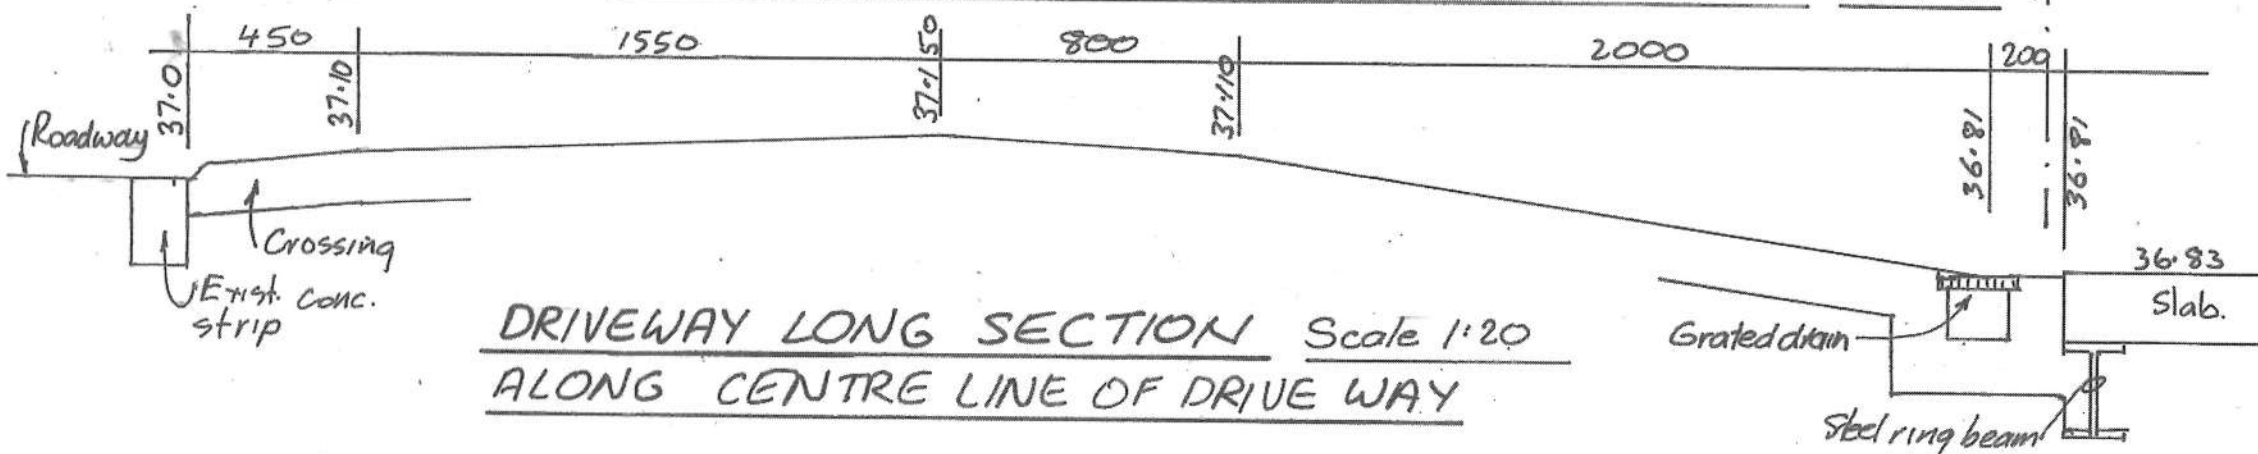 450
1550
800
2000
200
37.0
37.10
37.150
37.110
36.81
36.81
Roadway
Crossing
Exist. conc.
strip
36.83
Slab.
Grated drain
Steel ring beam
DRIVEWAY LONG SECTION Scale 1:20
ALONG CENTRE LINE OF DRIVE WAY